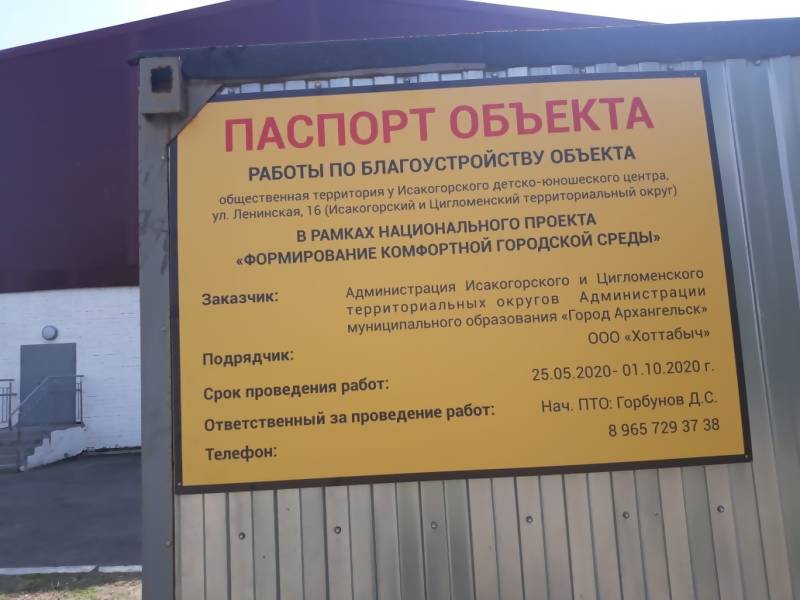 ПАСПОРТ ОБЪЕКТА
РАБОТЫ ПО БЛАГОУСТРОЙСТВУ ОБЪЕКТА
общественная территория у Исакогорского детско-юношеского центра,
ул. Ленинская, 16 (Исакогорский и Цигломенский территориальный округ)
В РАМКАХ НАЦИОНАЛЬНОГО ПРОЕКТА
«ФОРМИРОВАНИЕ КОМФОРТНОЙ ГОРОДСКОЙ СРЕДЫ»
Заказчик: Администрация Исакогорского и Цигломенского
территориальных округов Администрации
муниципального образования «Город Архангельск»
Подрядчик: ООО «Хоттабыч»
Срок проведения работ: 25.05.2020- 01.10.2020 г.
Ответственный за проведение работ: Нач. ПТО: Горбунов Д.С.
Телефон: 8 965 729 37 38